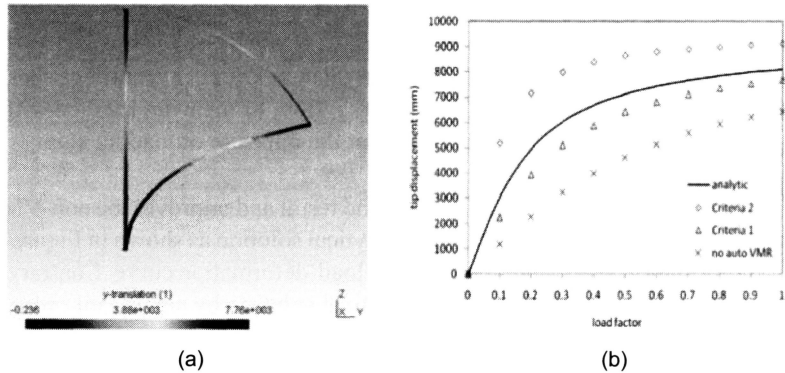 y-translation (1)
-0.236 3.88e+003 7.76e+003
Z
X Y
(a)
10000
9000
8000
7000
6000
5000
4000
3000
2000
1000
0
tip displacement (mm)
analytic
Criteria 2
Criteria 1
no auto VMR
0 0.1 0.2 0.3 0.4 0.5 0.6 0.7 0.8 0.9 1
load factor
(b)